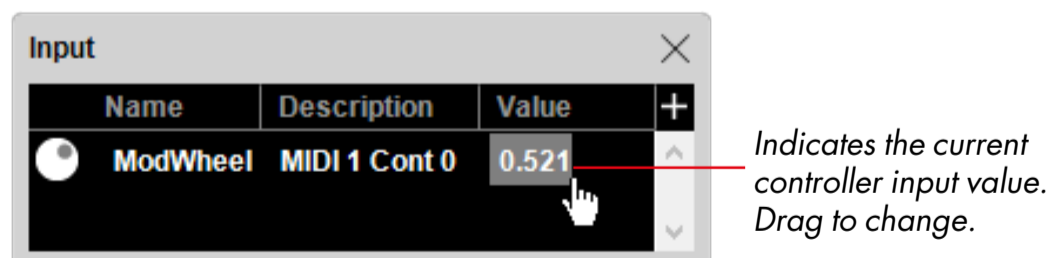 Input
Name Description Value +
ModWheel MIDI 1 Cont 0 0.521
Indicates the current
controller input value.
Drag to change.